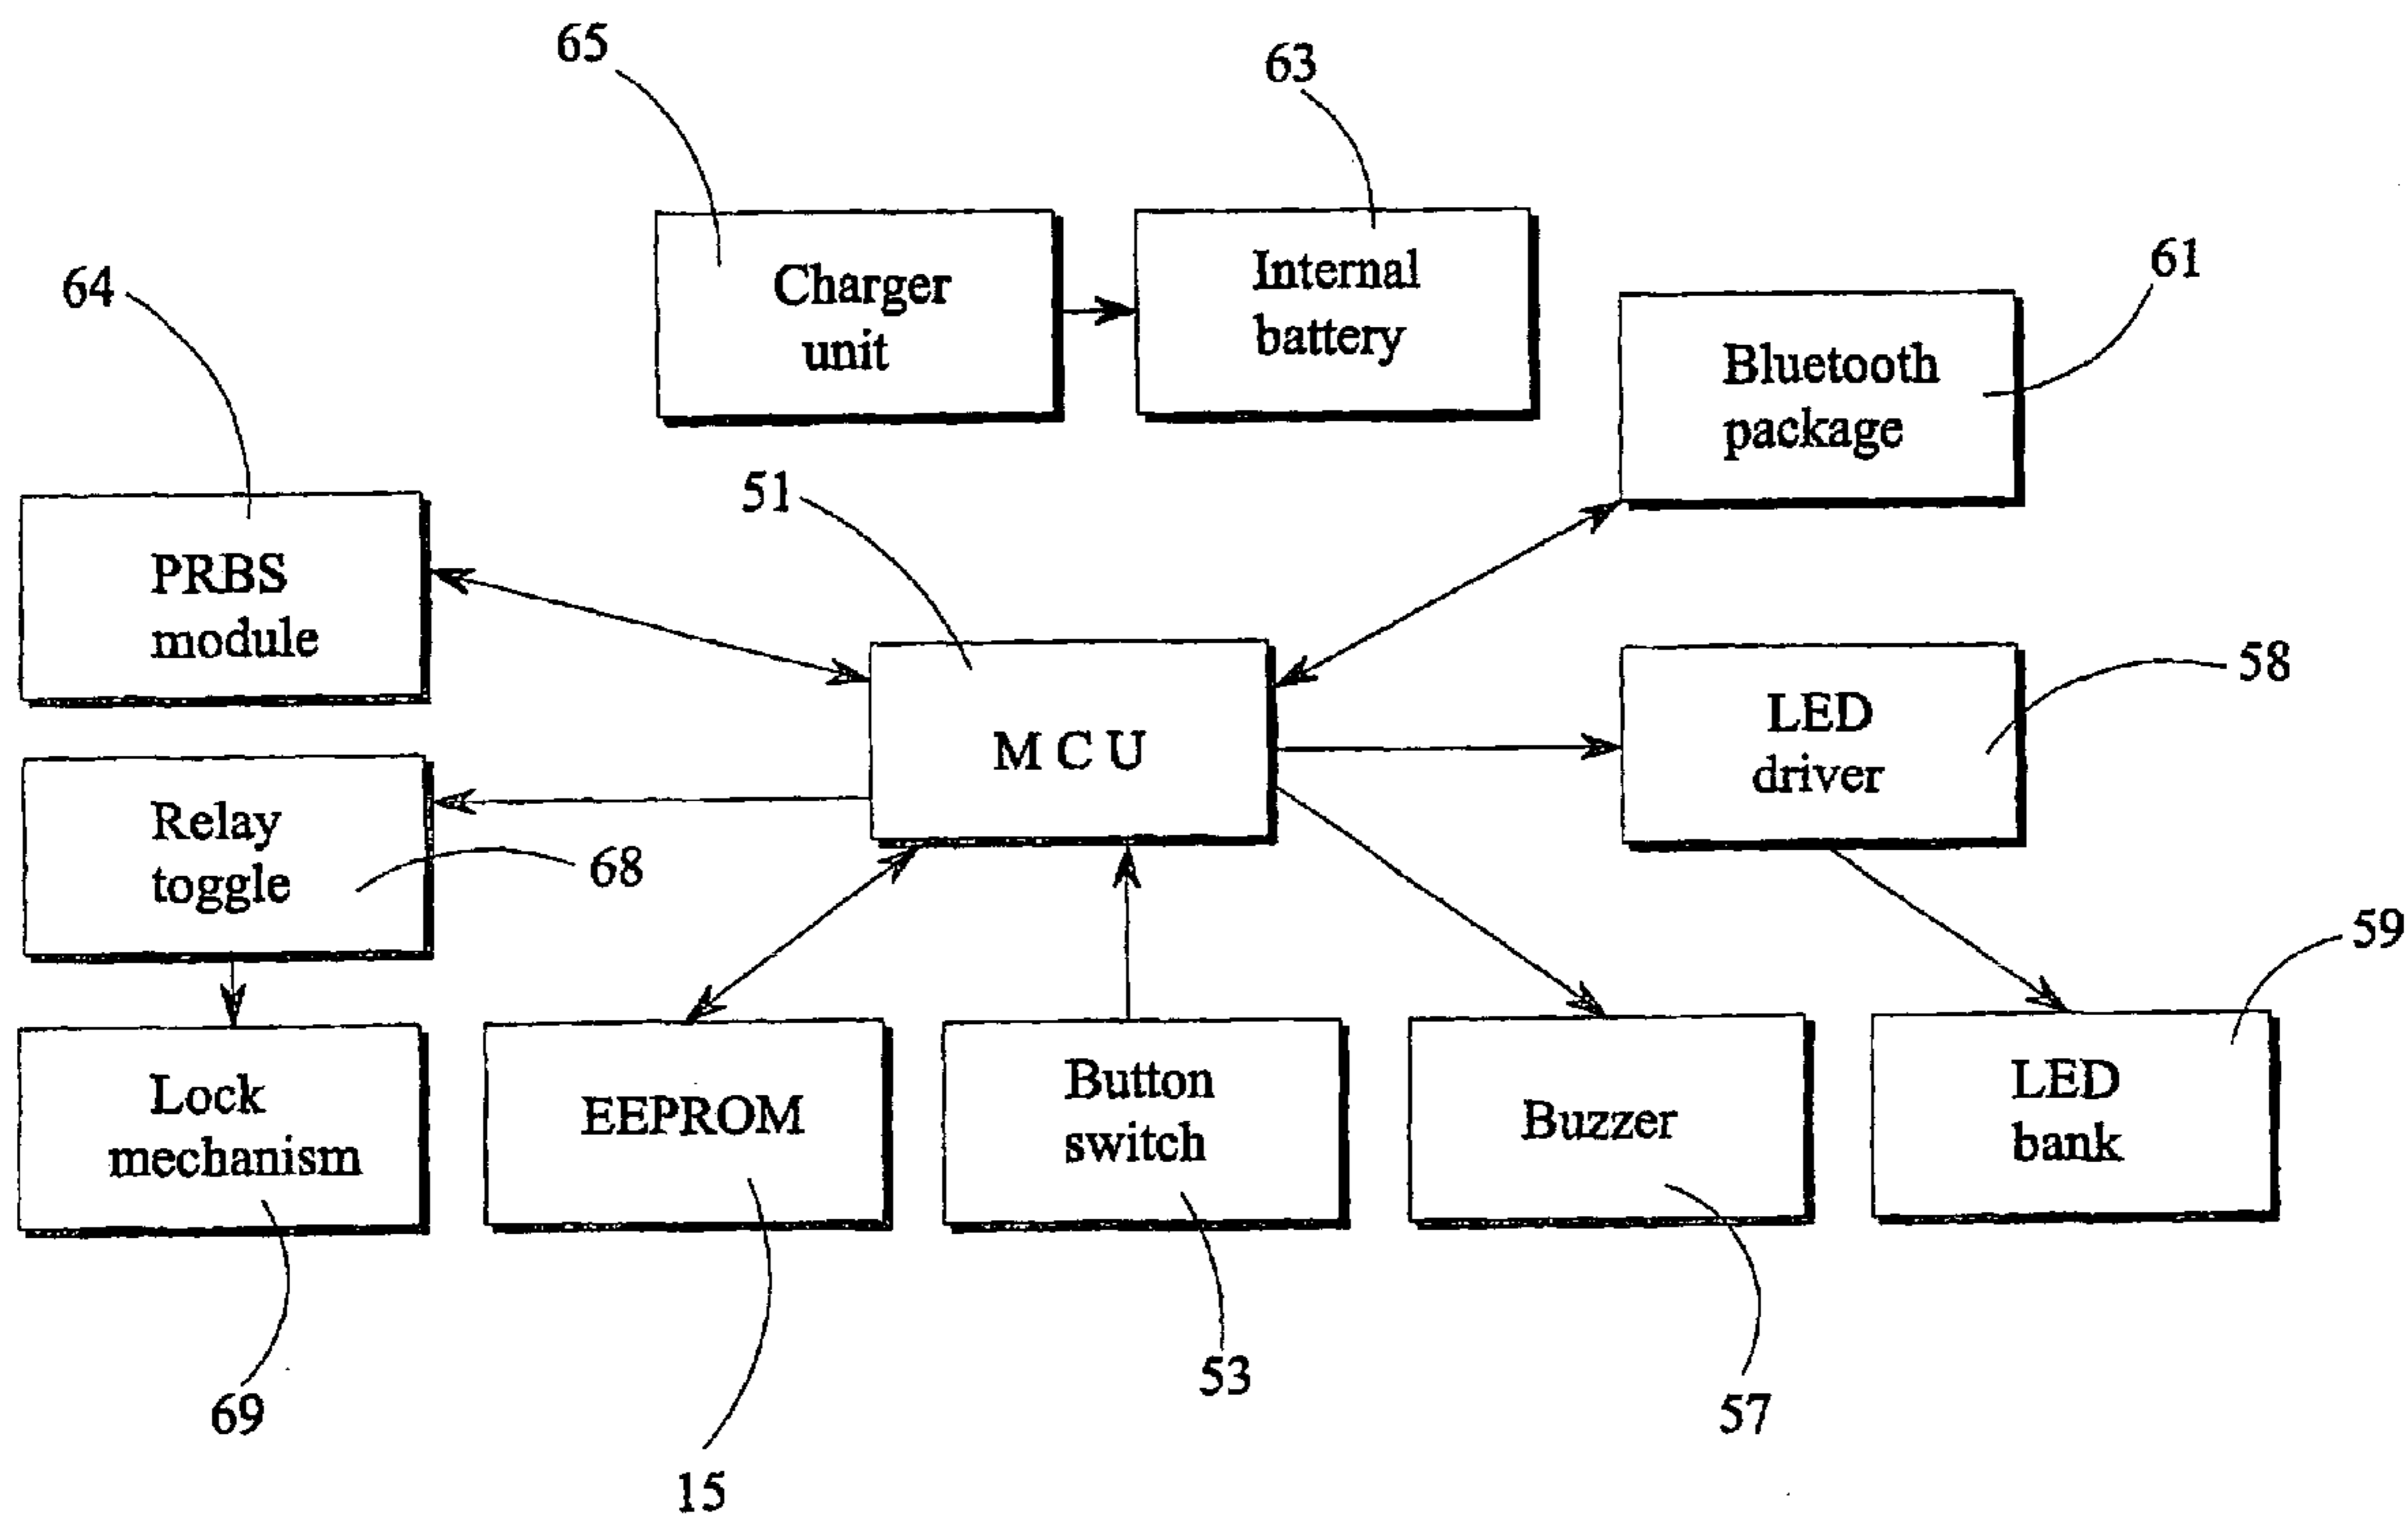 65
63
61
64
Charger
unit
Internal
battery
Bluetooth
package
51
PRBS
module
58
LED
driver
M C U
Relay
toggle
68
59
Lock
mechanism
EEPROM
Button
switch
Buzzer
LED
bank
69
15
53
57